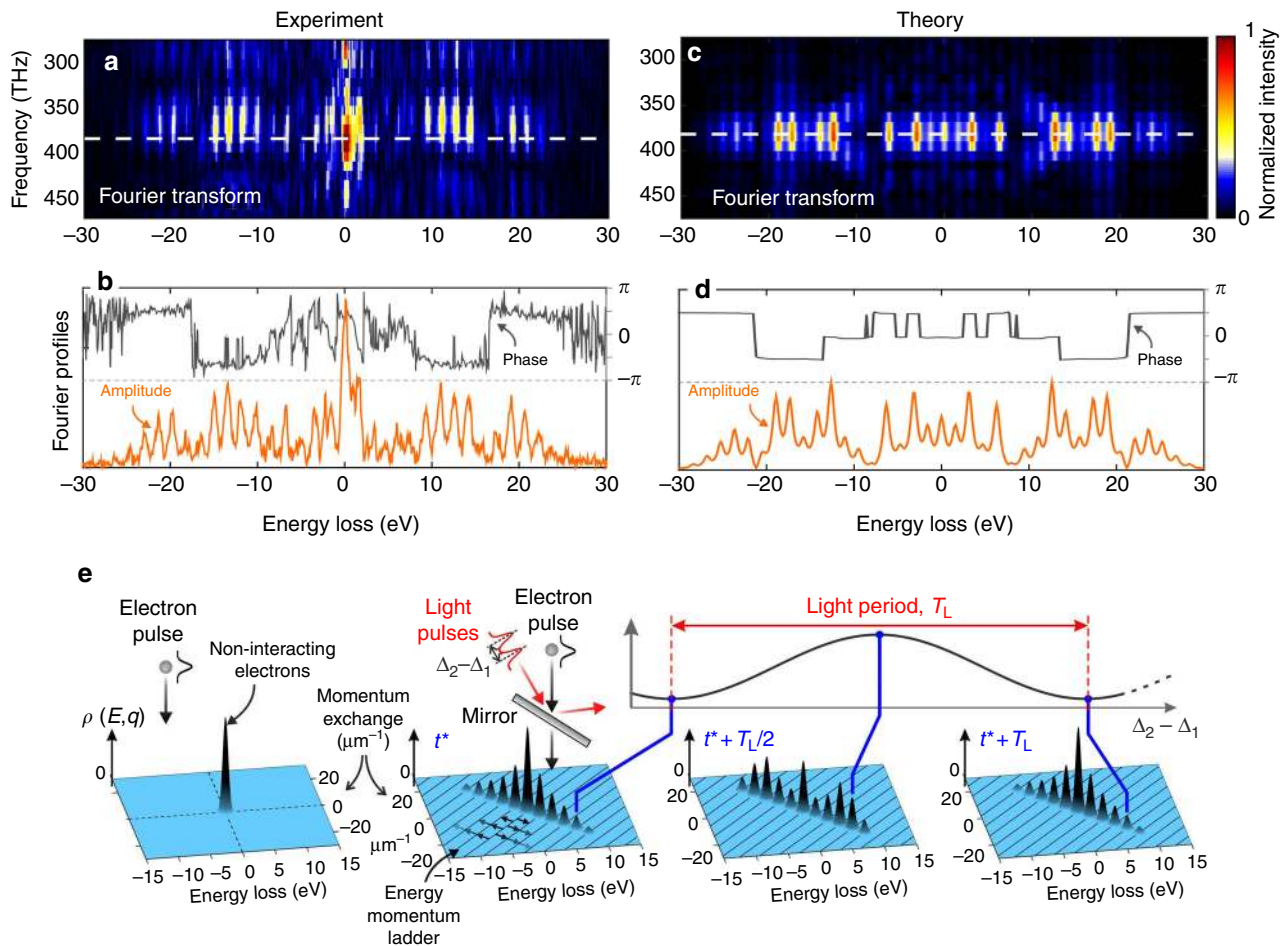 Experiment
Theory
a
Frequency (THz)
300
350
400
450
Fourier transform
–30 –20 –10 0 10 20 30
c
300
350
400
450
Fourier transform
–30 –20 –10 0 10 20 30
1
0
Normalized intensity
b
Fourier profiles
π
0
–π
Phase
Amplitude
–30 –20 –10 0 10 20 30
Energy loss (eV)
d
π
0
–π
Phase
Amplitude
–30 –20 –10 0 10 20 30
Energy loss (eV)
e
Electron
pulse
Non-interacting
electrons
ρ (E,q)
0
20
0
–20
–15 –10 –5 0 5 10 15
Energy loss (eV)
Momentum
exchange
(μm⁻¹)
Light
pulses
Δ₂–Δ₁
Electron
pulse
Mirror
t*
0
20
0
–20
μm⁻¹
–15 –10 –5 0 5 10 15
Energy loss (eV)
Energy
momentum
ladder
Light period, T_L
Δ₂ – Δ₁
t* + T_L/2
0
20
0
–20
–15 –10 –5 0 5 10 15
Energy loss (eV)
t* + T_L
0
20
0
–20
–15 –10 –5 0 5 10 15
Energy loss (eV)